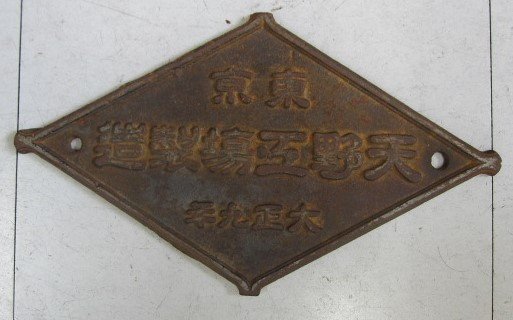 東京
天野工場製造
大正九年